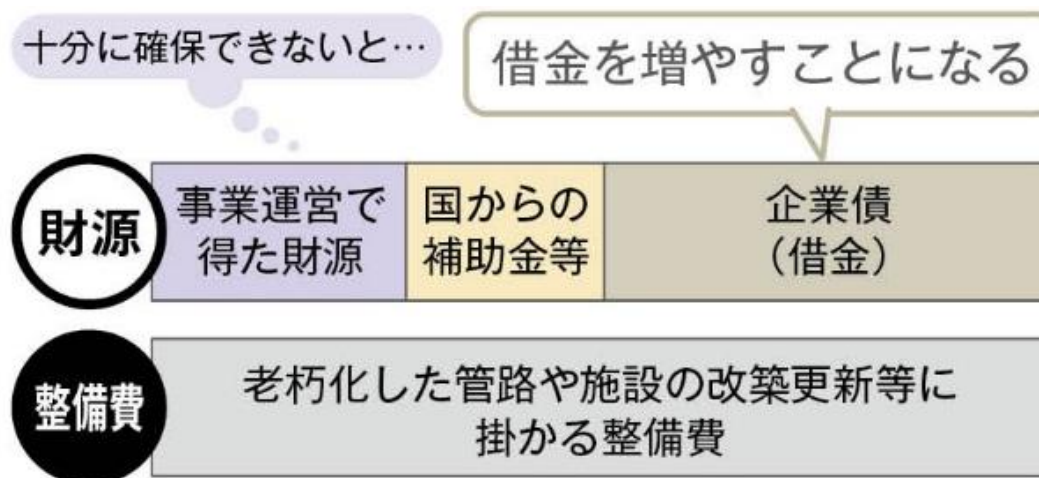 十分に確保できないと…
借金を増やすことになる
財源
事業運営で
得た財源
国からの
補助金等
企業債
（借金）
整備費
老朽化した管路や施設の改築更新等に
掛かる整備費